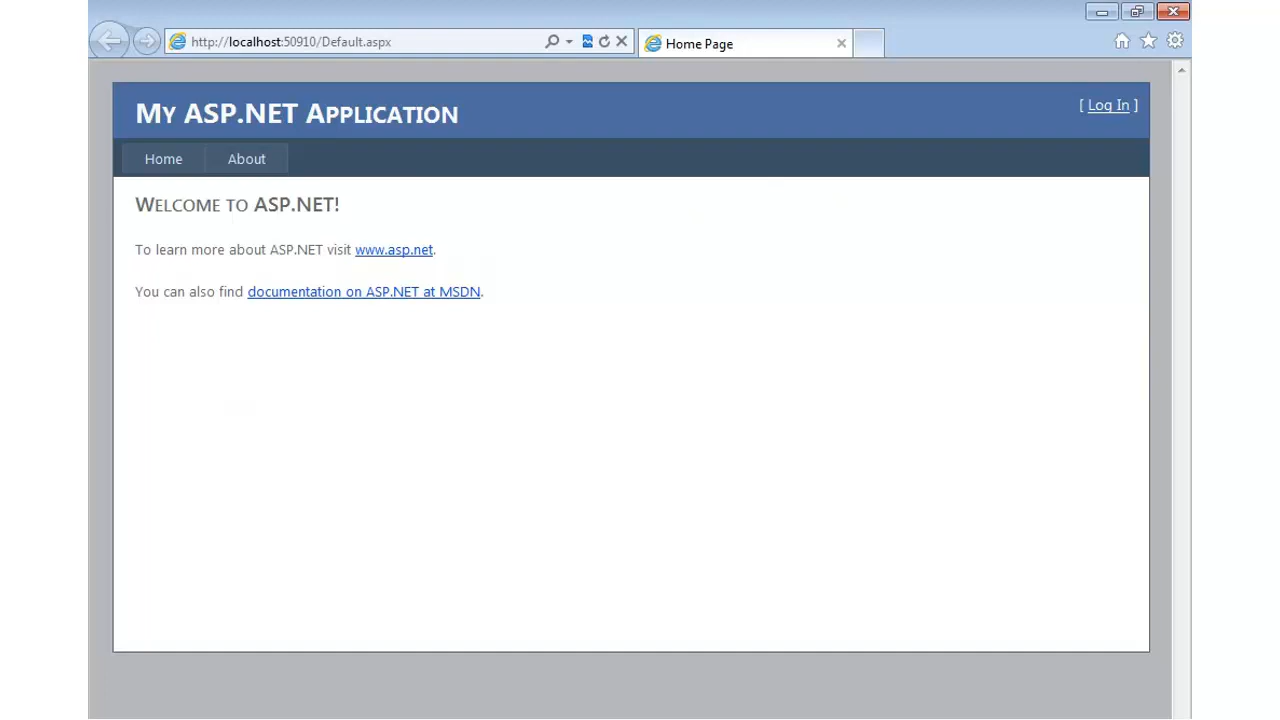 http://localhost:50910/Default.aspx
Home Page
My ASP.NET Application
[ Log In ]
Home
About
Welcome to ASP.NET!
To learn more about ASP.NET visit www.asp.net.
You can also find documentation on ASP.NET at MSDN.